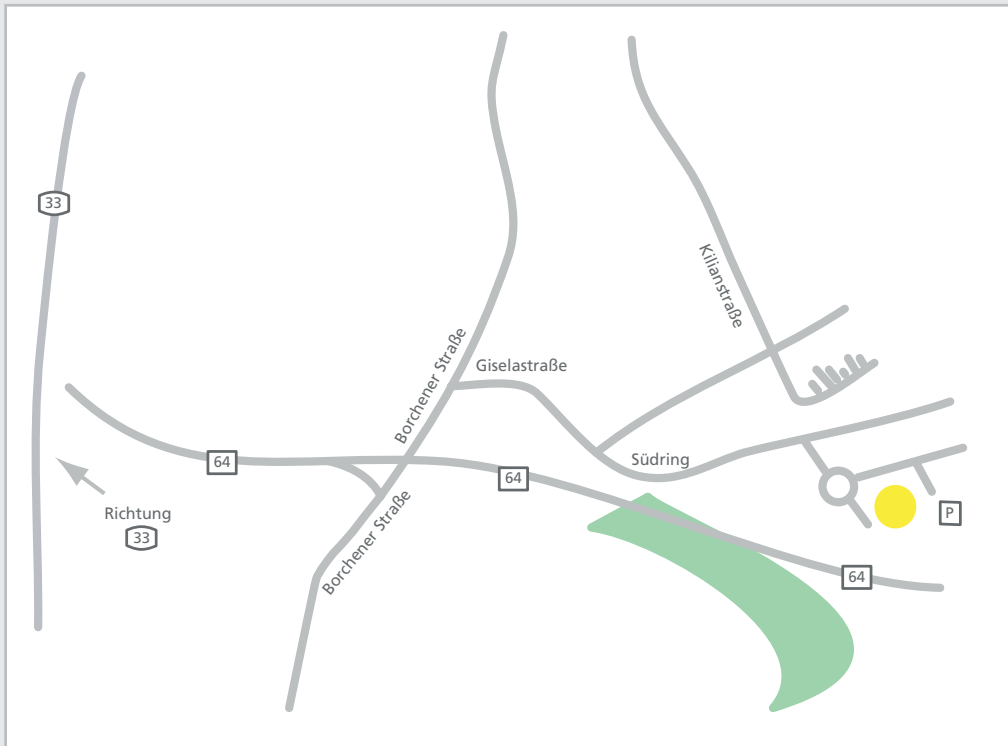 33
Kilianstraße
Borchener Straße
Giselastraße
Südring
64
64
Richtung
33
Borchener Straße
P
64